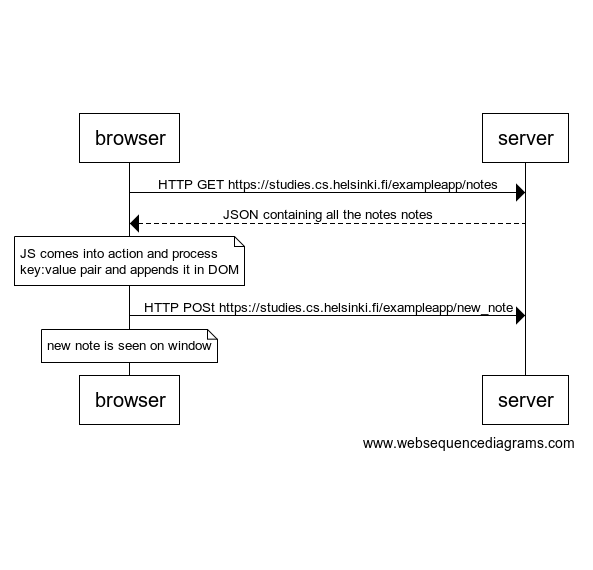 browser
server
HTTP GET https://studies.cs.helsinki.fi/exampleapp/notes
JSON containing all the notes notes
JS comes into action and process
key:value pair and appends it in DOM
HTTP POSt https://studies.cs.helsinki.fi/exampleapp/new_note
new note is seen on window
browser
server
www.websequencediagrams.com